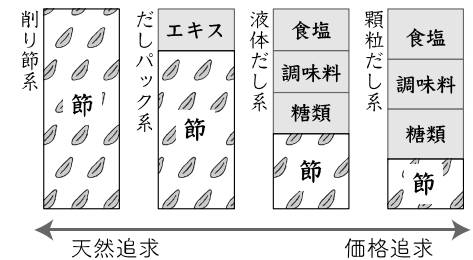 削り節系
節
だしパック系
エキス
節
液体だし系
食塩
調味料
糖類
節
顆粒だし系
食塩
調味料
糖類
節
天然追求
価格追求